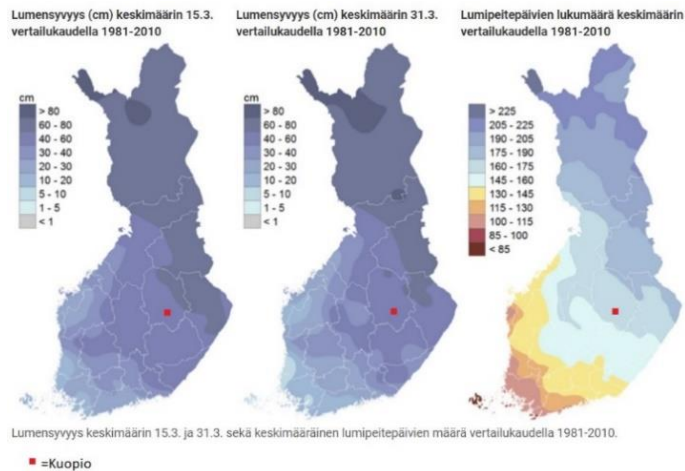 Lumensyvyys (cm) keskimäärin 15.3.
vertailukaudella 1981-2010
cm
> 80
60 - 80
40 - 60
30 - 40
20 - 30
10 - 20
5 - 10
1 - 5
< 1
Lumensyvyys (cm) keskimäärin 31.3.
vertailukaudella 1981-2010
cm
> 80
60 - 80
40 - 60
30 - 40
20 - 30
10 - 20
5 - 10
1 - 5
< 1
Lumipeitepäivien lukumäärä keskimäärin
vertailukaudella 1981-2010
> 225
205 - 225
190 - 205
175 - 190
160 - 175
145 - 160
130 - 145
115 - 130
100 - 115
85 - 100
< 85
Lumensyvyys keskimäärin 15.3. ja 31.3. sekä keskimääräinen lumipeitepäivien määrä vertailukaudella 1981-2010.
=Kuopio